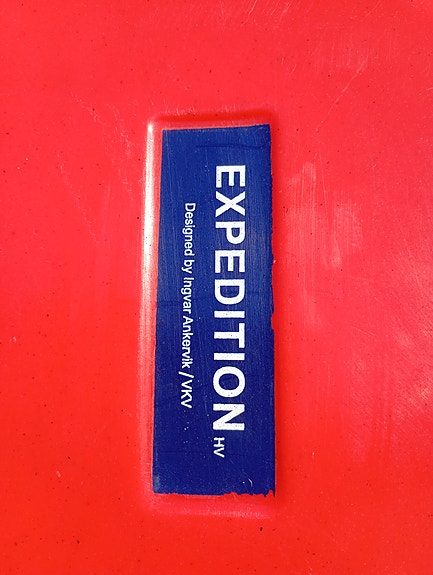 EXPEDITION HV
Designed by Ingvar Ankervik / VKV